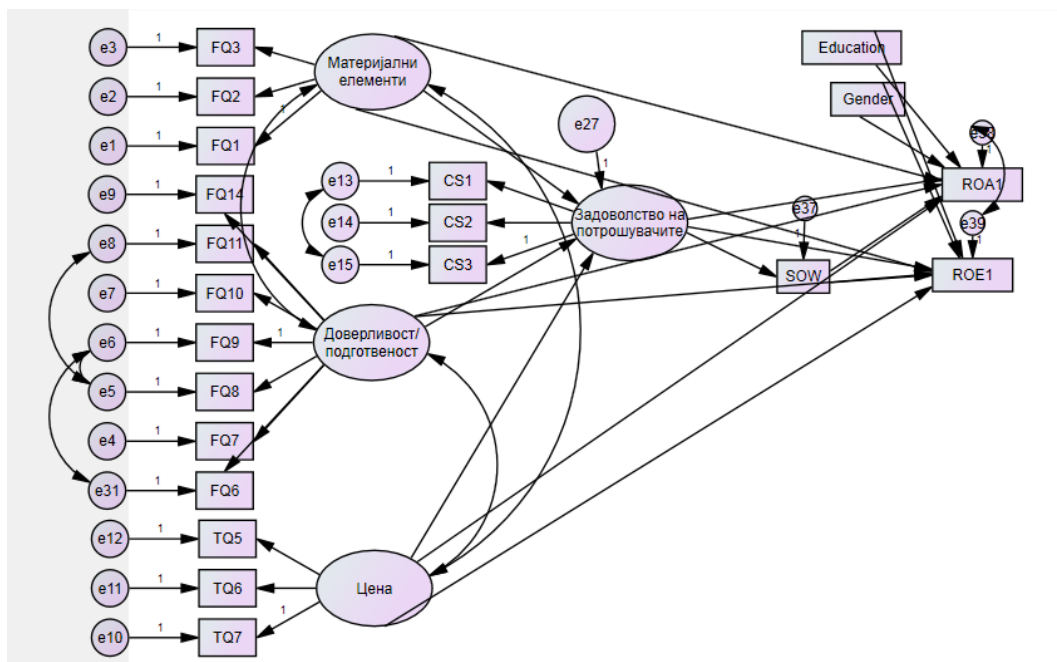 e3 1 FQ3
Материјални
елементи
Education
e2 1 FQ2
1
Gender
e27
e1 1 FQ1
e38
1
1
e13 1 CS1
ROA1
e9 1 FQ14
e14 1 CS2
Задоволство на
потрошувачите
e37
e39
e8 1 FQ11
1
1
e15 1 CS3
SOW
ROE1
e7 1 FQ10
e6 1 FQ9 1
Доверливост/
подготвеност
e5 1 FQ8
e4 1 FQ7
e31 1 FQ6
e12 1 TQ5
e11 1 TQ6
Цена
1
e10 1 TQ7